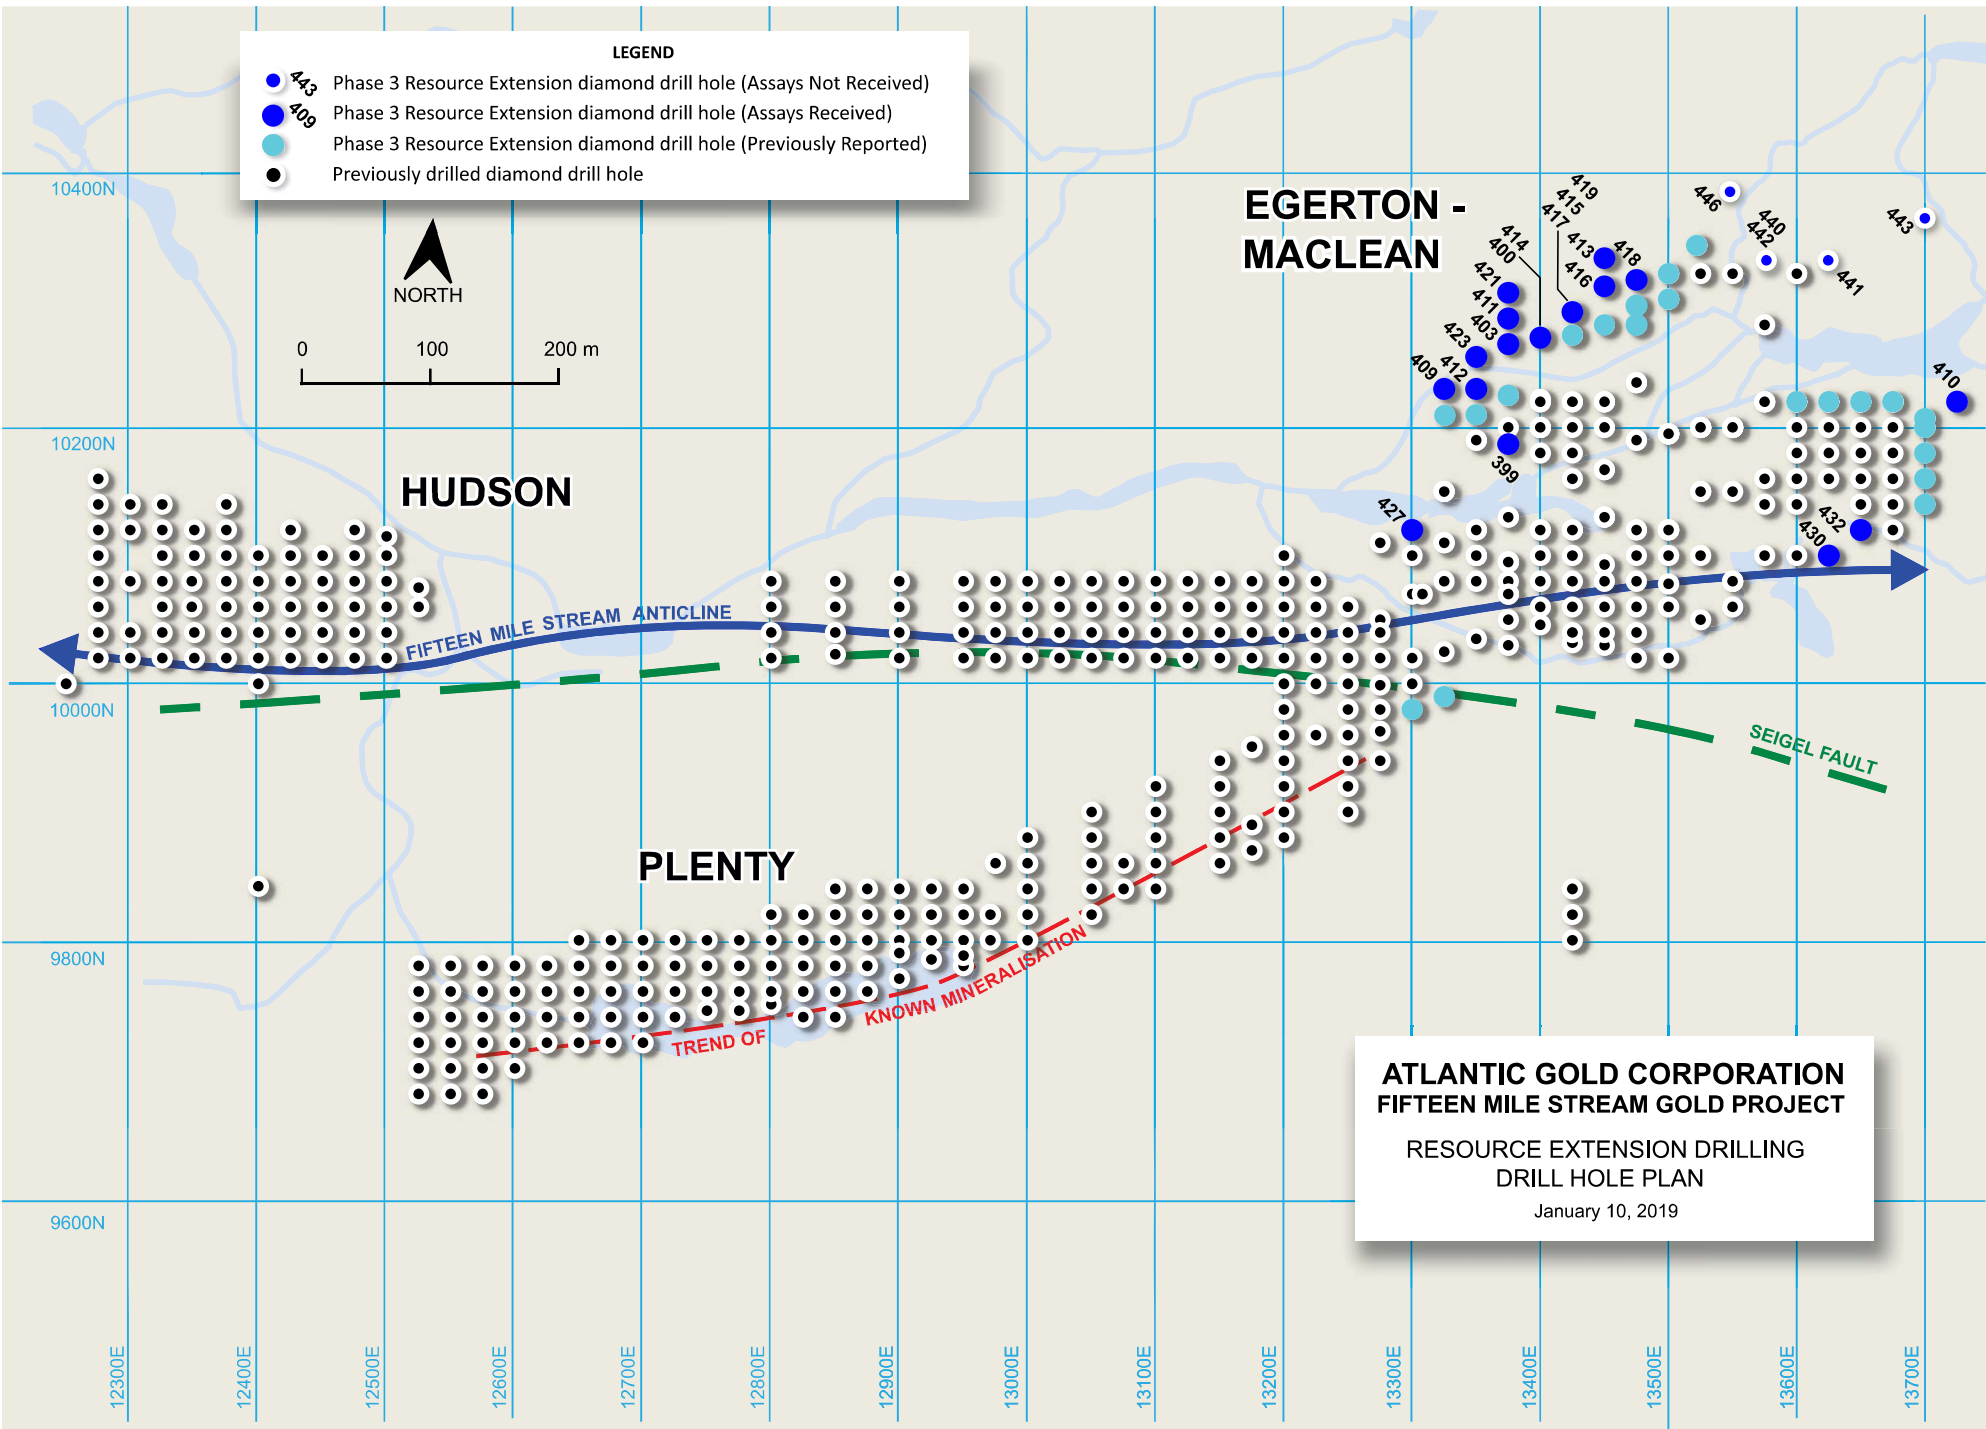 LEGEND
443 Phase 3 Resource Extension diamond drill hole (Assays Not Received)
409 Phase 3 Resource Extension diamond drill hole (Assays Received)
Phase 3 Resource Extension diamond drill hole (Previously Reported)
Previously drilled diamond drill hole
NORTH
0 100 200 m
10400N
10200N
10000N
9800N
9600N
EGERTON -
MACLEAN
419
415
417
414
400
413
418
416
421
411
403
423
412
409
399
427
446
440
442
443
441
410
432
430
HUDSON
FIFTEEN MILE STREAM ANTICLINE
SEIGEL FAULT
PLENTY
TREND OF
KNOWN MINERALISATION
ATLANTIC GOLD CORPORATION
FIFTEEN MILE STREAM GOLD PROJECT
RESOURCE EXTENSION DRILLING
DRILL HOLE PLAN
January 10, 2019
12300E
12400E
12500E
12600E
12700E
12800E
12900E
13000E
13100E
13200E
13300E
13400E
13500E
13600E
13700E